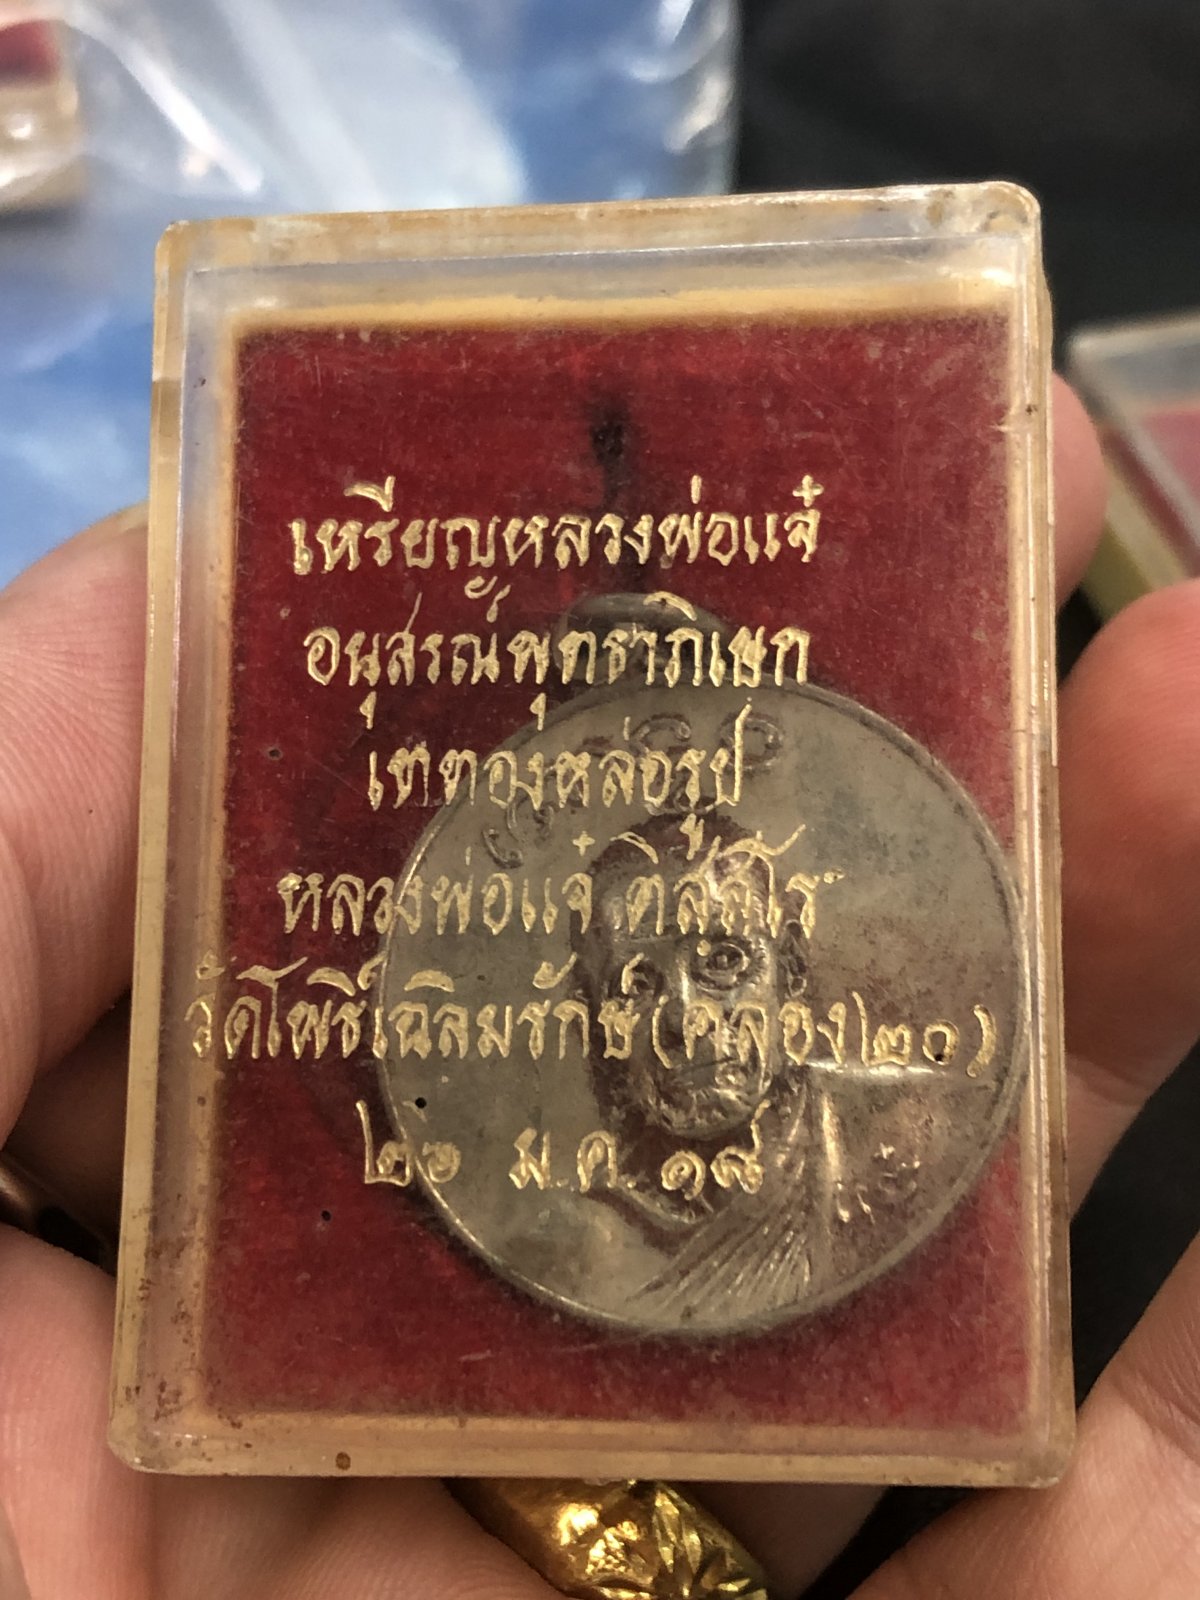 เหรียญหลวงพ่อแจ๋
อนุสรณ์พุทธาภิเษก
เททองหล่อรูป
หลวงพ่อแจ๋ ติสฺสโร
วัดโพธิ์เฉลิมรักษ์(คลอง๒๐)
๒๖ ม.ค. ๑๘